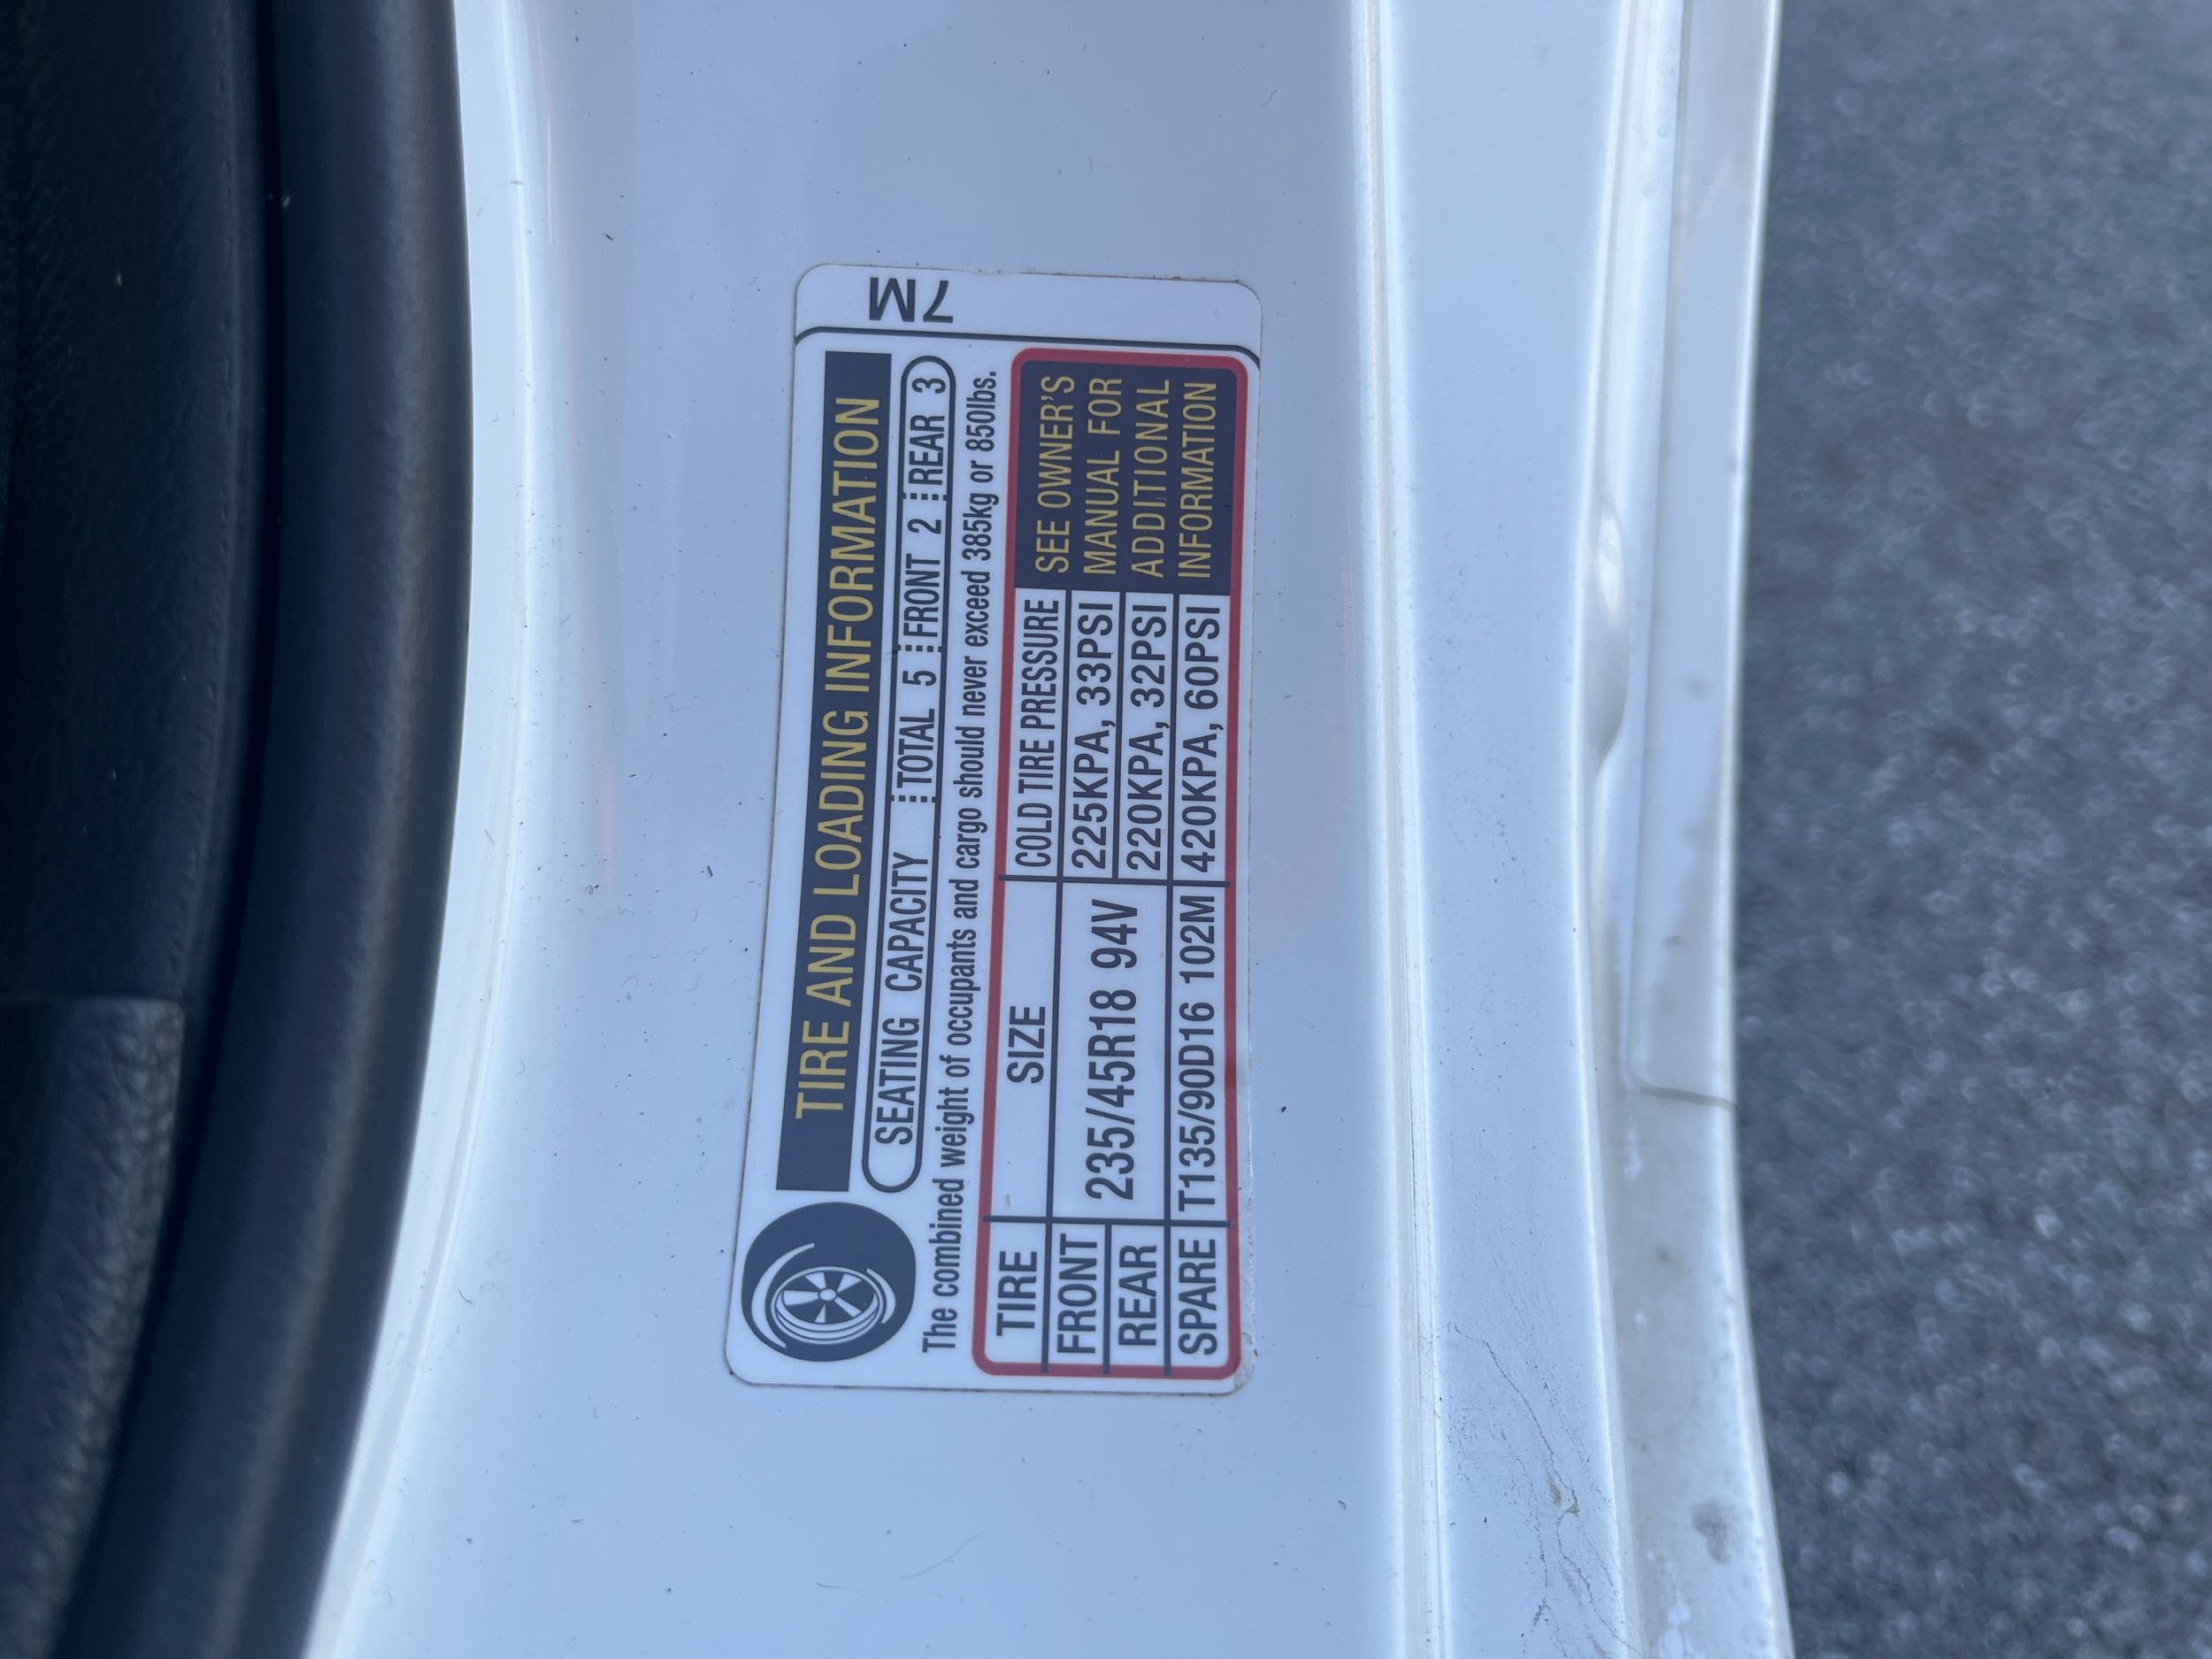 7M
TIRE AND LOADING INFORMATION
SEATING CAPACITY TOTAL 5 FRONT 2 REAR 3
The combined weight of occupants and cargo should never exceed 385kg or 850lbs.
TIRE SIZE COLD TIRE PRESSURE
FRONT 235/45R18 94V 225KPA, 33PSI
REAR 220KPA, 32PSI
SPARE T135/90D16 102M 420KPA, 60PSI
SEE OWNER'S
MANUAL FOR
ADDITIONAL
INFORMATION